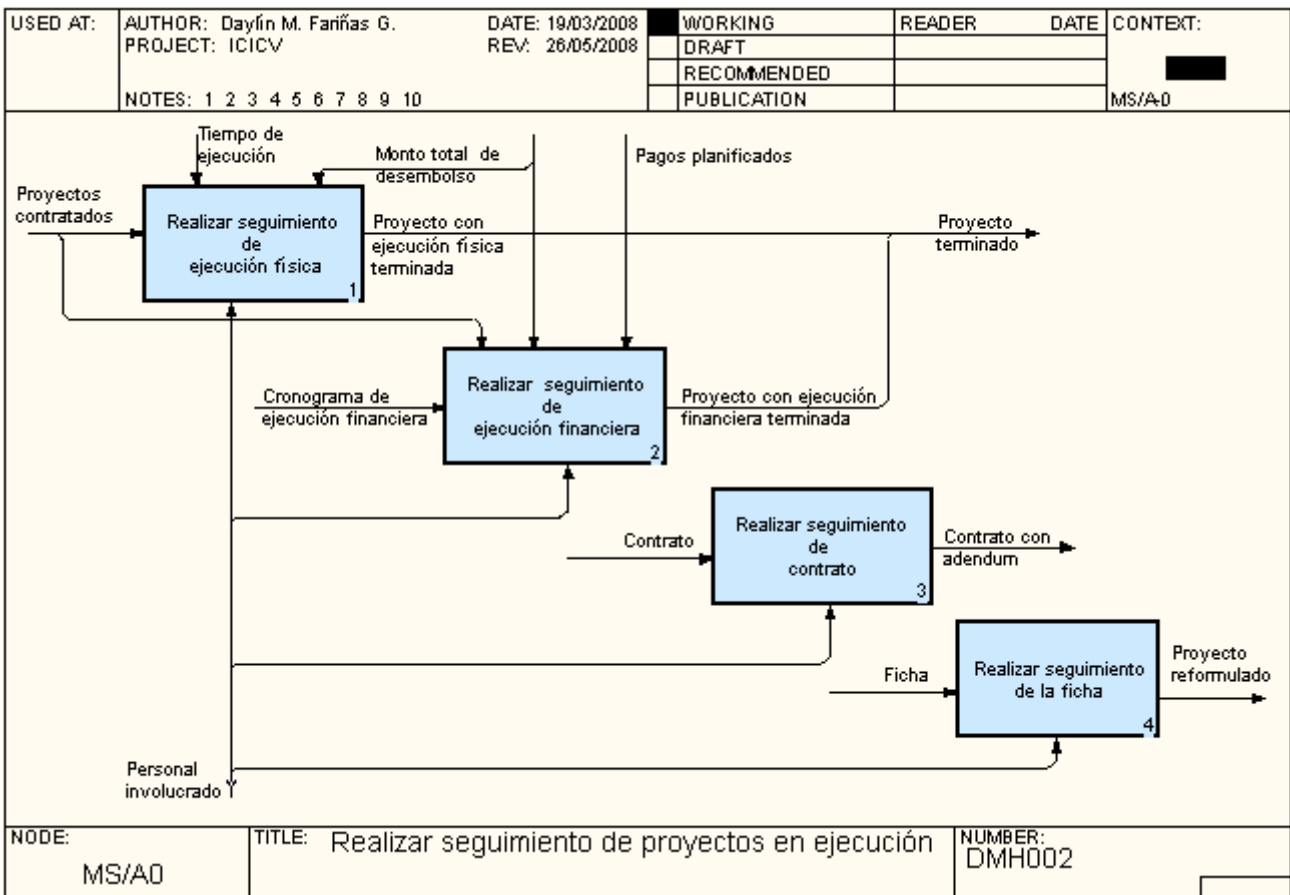 USED AT:
AUTHOR: Daylin M. Fariñas G.
DATE: 19/03/2008
PROJECT: ICICV
REV: 26/05/2008
NOTES: 1 2 3 4 5 6 7 8 9 10
WORKING
DRAFT
RECOMMENDED
PUBLICATION
READER DATE
CONTEXT:
MS/A-0
Tiempo de
ejecución
Monto total de
desembolso
Pagos planificados
Proyectos
contratados
Realizar seguimiento
de
ejecución física
1
Proyecto con
ejecución física
terminada
Proyecto
terminado
Cronograma de
ejecución financiera
Realizar seguimiento
de
ejecución financiera
2
Proyecto con ejecución
financiera terminada
Contrato
Realizar seguimiento
de
contrato
3
Contrato con
adendum
Ficha
Realizar seguimiento
de la ficha
4
Proyecto
reformulado
Personal
involucrado
NODE:
MS/A0
TITLE: Realizar seguimiento de proyectos en ejecución
NUMBER:
DMH002